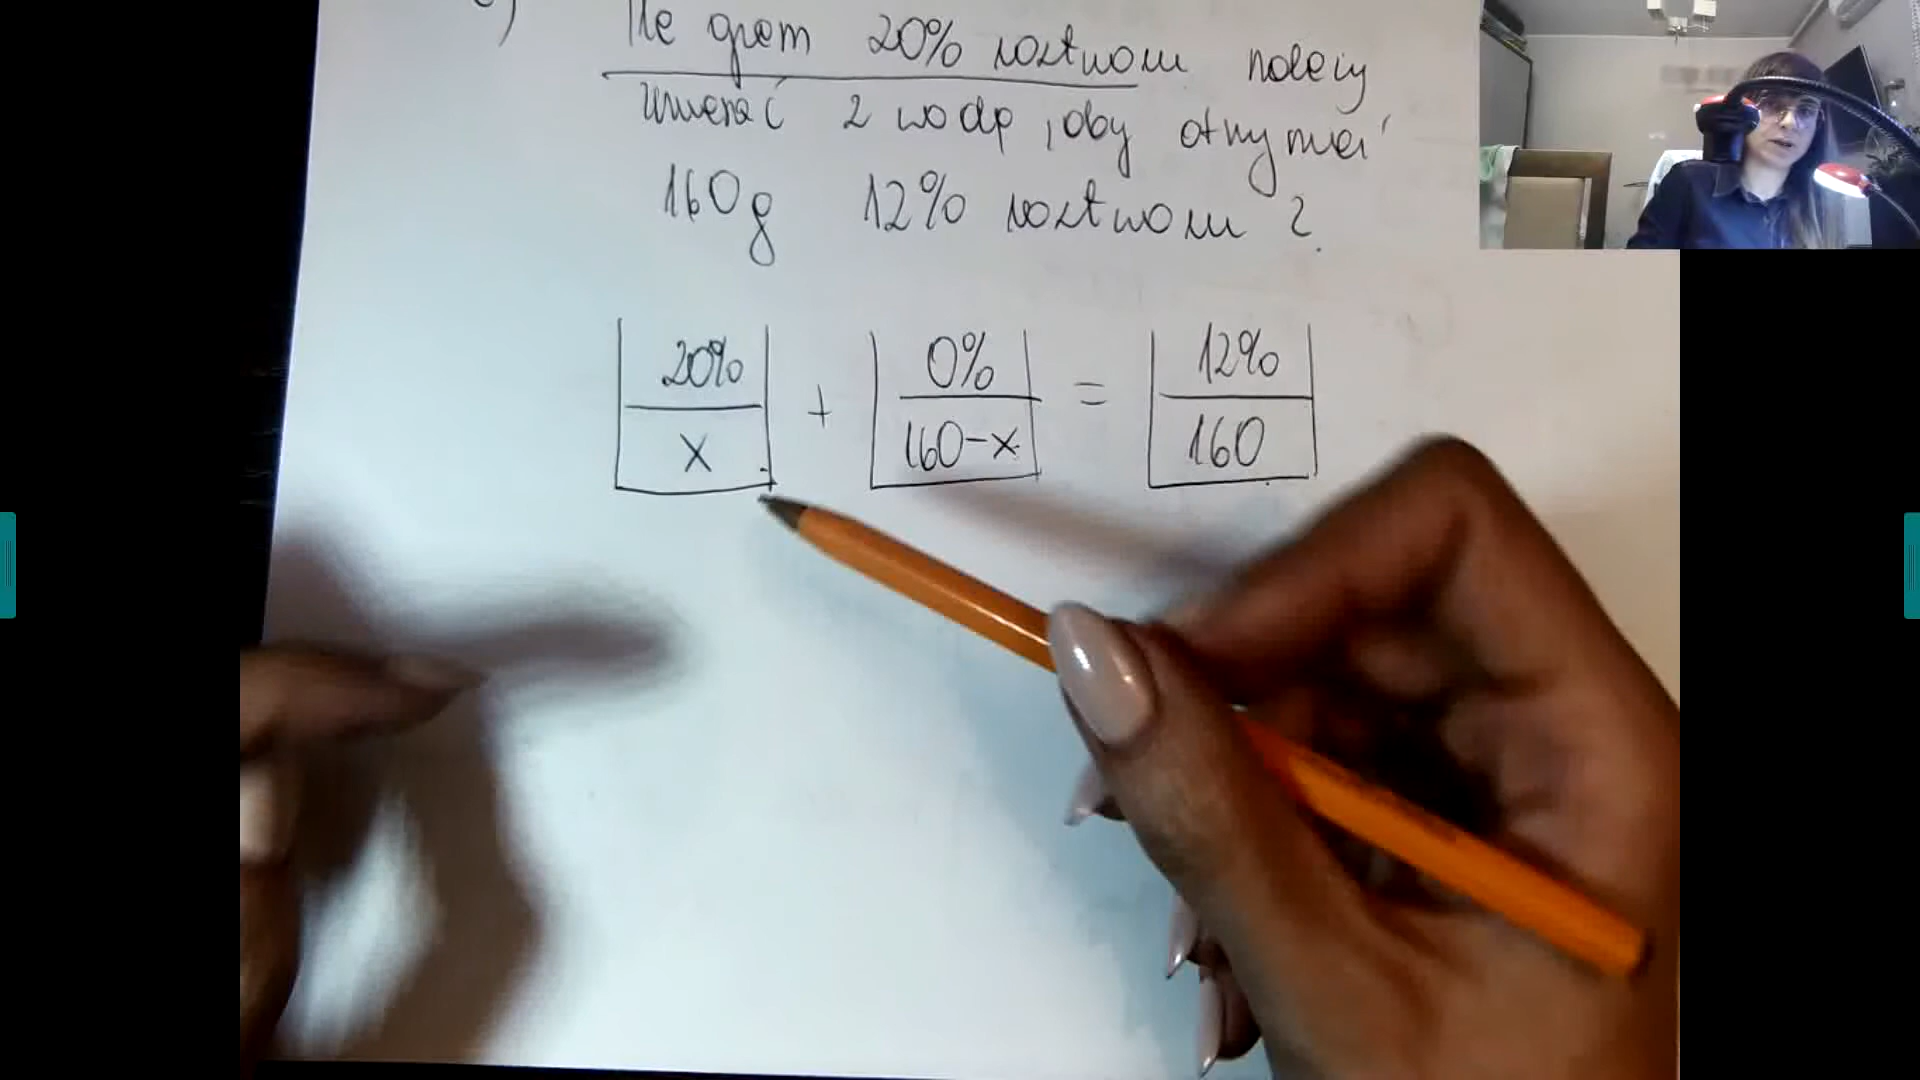 Ile gram 20% roztworu należy
zmieszać z wodą, aby otrzymać
160g 12% roztworu ?
20% + 0% = 12%
x 160-x 160